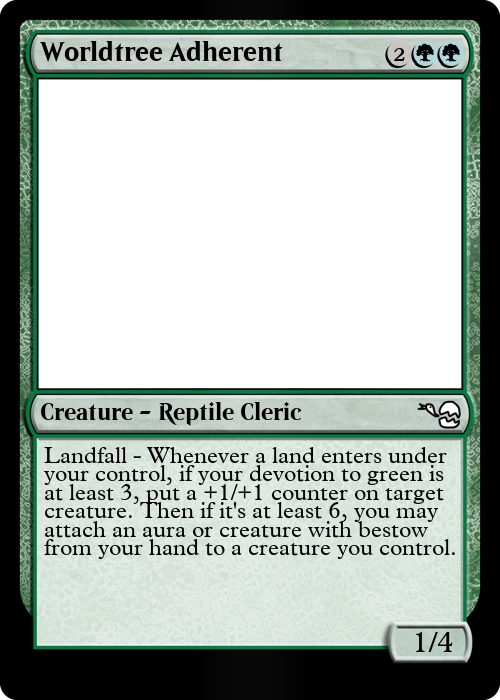 Worldtree Adherent 2
Creature - Reptile Cleric
Landfall - Whenever a land enters under
your control, if your devotion to green is
at least 3, put a +1/+1 counter on target
creature. Then if it's at least 6, you may
attach an aura or creature with bestow
from your hand to a creature you control.
1/4